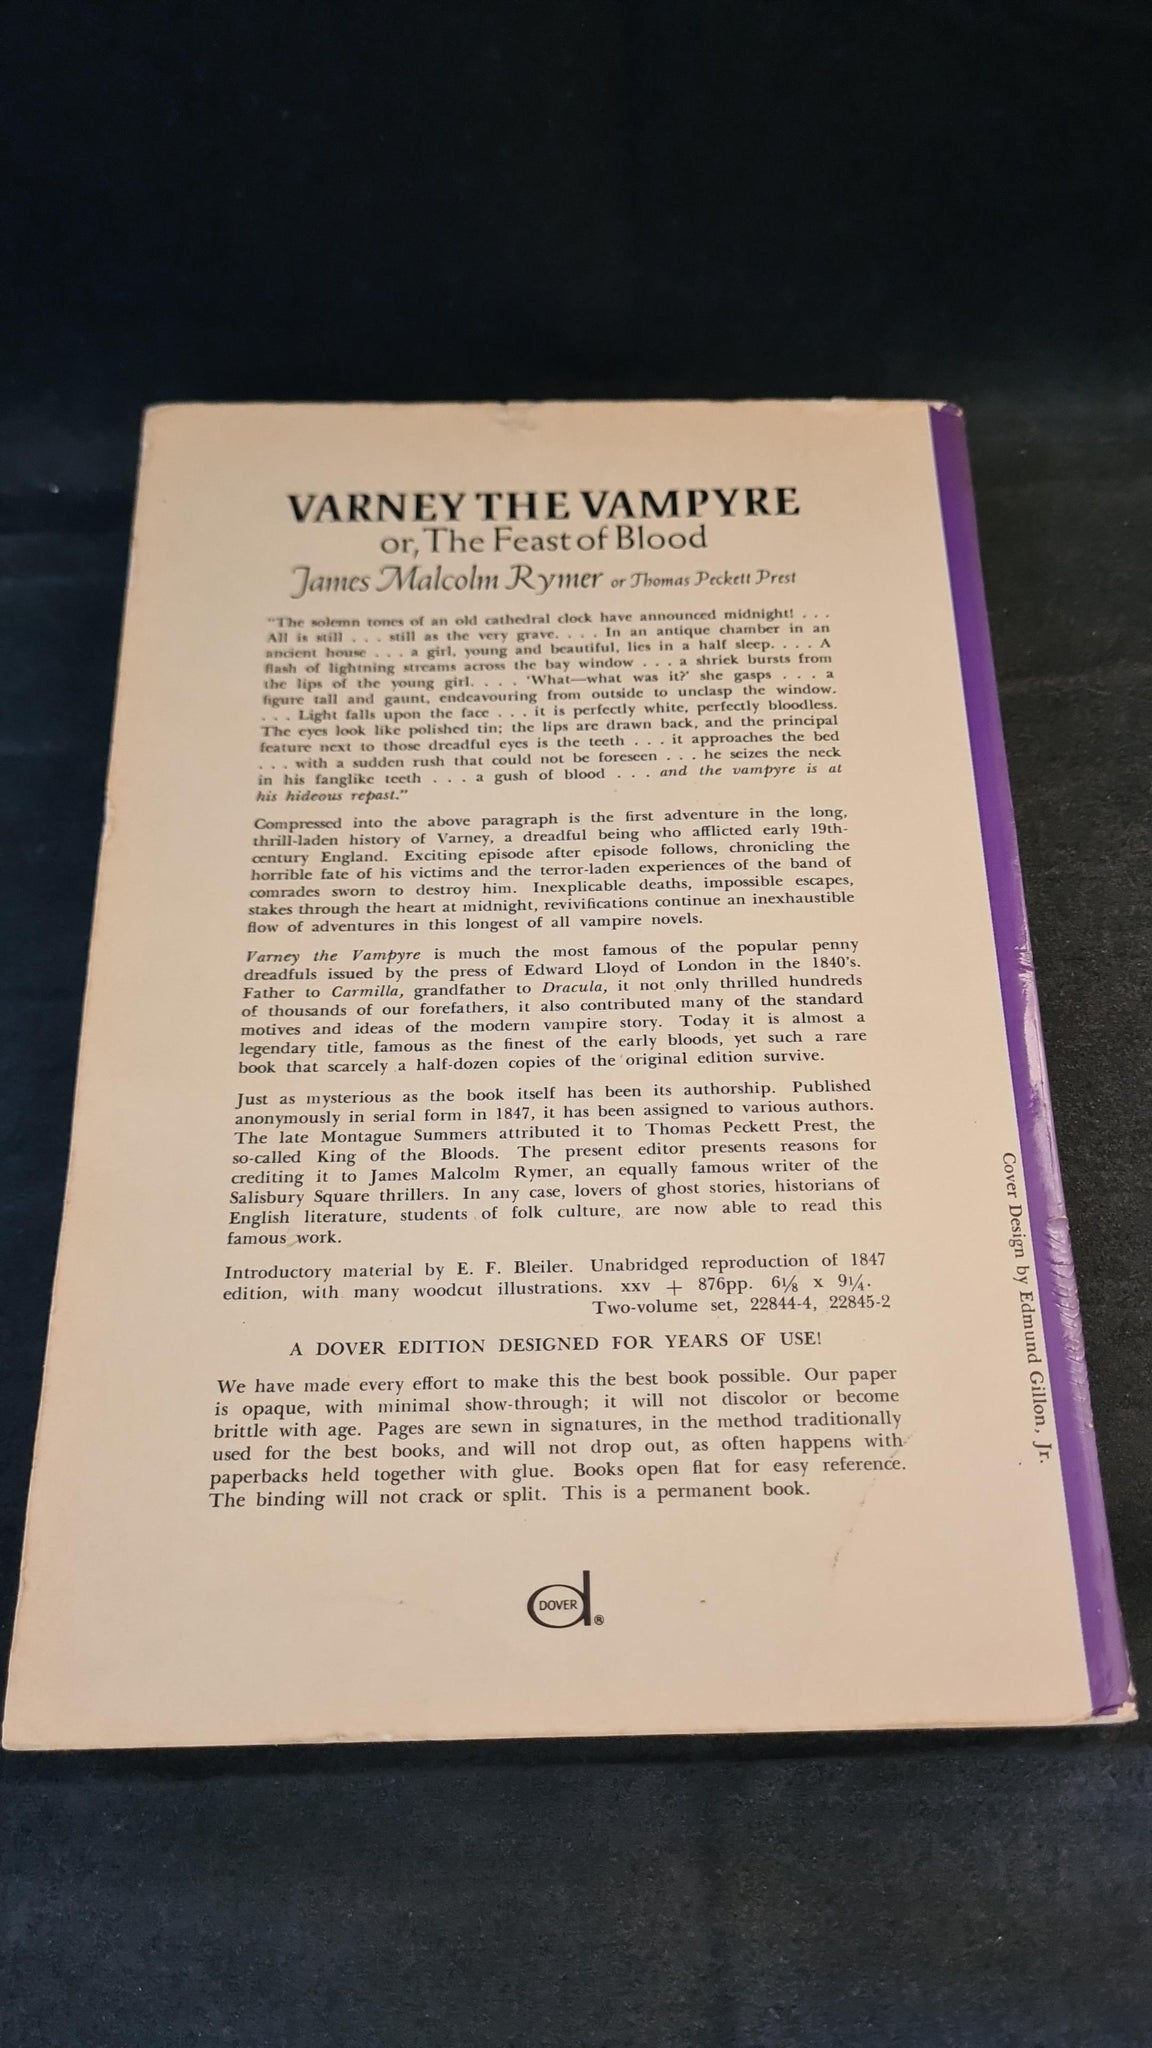 VARNEY THE VAMPYRE
or, The Feast of Blood
James Malcolm Rymer or Thomas Peckett Prest
"The solemn tones of an old cathedral clock have announced midnight! . . .
All is still . . . still as the very grave. . . . In an antique chamber in an
ancient house . . . a girl, young and beautiful, lies in a half sleep. . . . A
flash of lightning streams across the bay window . . . a shriek bursts from
the lips of the young girl. . . . 'What—what was it?' she gasps . . . a
figure tall and gaunt, endeavouring from outside to unclasp the window.
. . . Light falls upon the face . . . it is perfectly white, perfectly bloodless.
The eyes look like polished tin; the lips are drawn back, and the principal
feature next to those dreadful eyes is the teeth . . . it approaches the bed
. . . with a sudden rush that could not be foreseen . . . he seizes the neck
in his fanglike teeth . . . a gush of blood . . . and the vampyre is at
his hideous repast."
Compressed into the above paragraph is the first adventure in the long,
thrill-laden history of Varney, a dreadful being who afflicted early 19th-
century England. Exciting episode after episode follows, chronicling the
horrible fate of his victims and the terror-laden experiences of the band of
comrades sworn to destroy him. Inexplicable deaths, impossible escapes,
stakes through the heart at midnight, revivifications continue an inexhaustible
flow of adventures in this longest of all vampire novels.
Varney the Vampyre is much the most famous of the popular penny
dreadfuls issued by the press of Edward Lloyd of London in the 1840's.
Father to Carmilla, grandfather to Dracula, it not only thrilled hundreds
of thousands of our forefathers, it also contributed many of the standard
motives and ideas of the modern vampire story. Today it is almost a
legendary title, famous as the finest of the early bloods, yet such a rare
book that scarcely a half-dozen copies of the original edition survive.
Just as mysterious as the book itself has been its authorship. Published
anonymously in serial form in 1847, it has been assigned to various authors.
The late Montague Summers attributed it to Thomas Peckett Prest, the
so-called King of the Bloods. The present editor presents reasons for
crediting it to James Malcolm Rymer, an equally famous writer of the
Salisbury Square thrillers. In any case, lovers of ghost stories, historians of
English literature, students of folk culture, are now able to read this
famous work.
Introductory material by E. F. Bleiler. Unabridged reproduction of 1847
edition, with many woodcut illustrations. xxv + 876pp. 6⅛ x 9¼.
Two-volume set, 22844-4, 22845-2
A DOVER EDITION DESIGNED FOR YEARS OF USE!
We have made every effort to make this the best book possible. Our paper
is opaque, with minimal show-through; it will not discolor or become
brittle with age. Pages are sewn in signatures, in the method traditionally
used for the best books, and will not drop out, as often happens with
paperbacks held together with glue. Books open flat for easy reference.
The binding will not crack or split. This is a permanent book.
DOVER ®
Cover Design by Edmund Gillon, Jr.